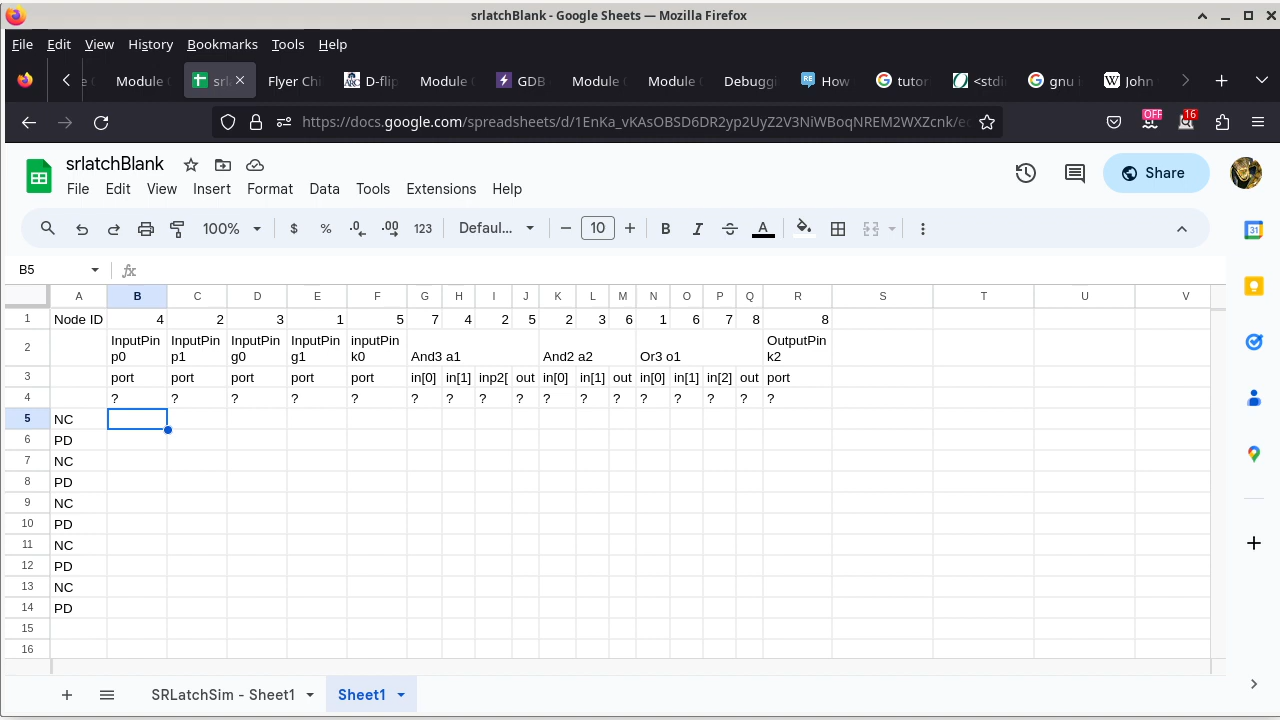 srlatchBlank - Google Sheets — Mozilla Firefox
File Edit View History Bookmarks Tools Help
Module srl Flyer Chi D-flip Module GDB Module Module Debuggi How tutor <stdi gnu i John
https://docs.google.com/spreadsheets/d/1EnKa_vKAsOBSD6DR2yp2UyZ2V3NiWBoqNREM2WXZcnk/e OFF 16
srlatchBlank
File Edit View Insert Format Data Tools Extensions Help
Share
100% $ % .0 .00 123 Defaul... 10 B I A
31
B5 fx
A B C D E F G H I J K L M N O P Q R S T U V
1 Node ID 4 2 3 1 5 7 4 2 5 2 3 6 1 6 7 8 8
2 InputPin p0 InputPin p1 InputPin g0 InputPin g1 inputPin k0 And3 a1 And2 a2 Or3 o1 OutputPin k2
3 port port port port port in[0] in[1] inp2[ out in[0] in[1] out in[0] in[1] in[2] out port
4 ? ? ? ? ? ? ? ? ? ? ? ? ? ? ? ? ?
5 NC
6 PD
7 NC
8 PD
9 NC
10 PD
11 NC
12 PD
13 NC
14 PD
15
16
SRLatchSim - Sheet1 Sheet1